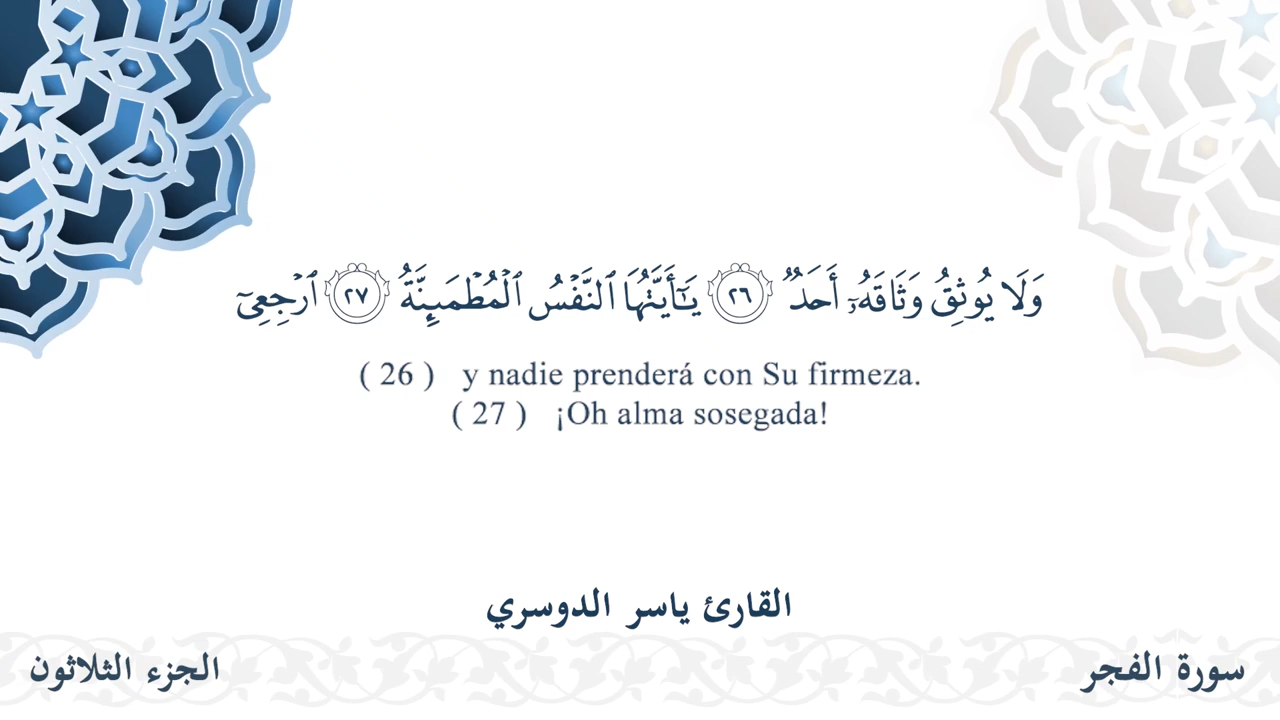 وَلَا يُوثِقُ وَثَاقَهُۥٓ أَحَدٌۭ ٢٦ يَـٰٓأَيَّتُهَا ٱلنَّفْسُ ٱلْمُطْمَئِنَّةُ ٢٧ ٱرْجِعِىٓ
( 26 ) y nadie prenderá con Su firmeza.
( 27 ) ¡Oh alma sosegada!
القارئ ياسر الدوسري
سورة الفجر
الجزء الثلاثون